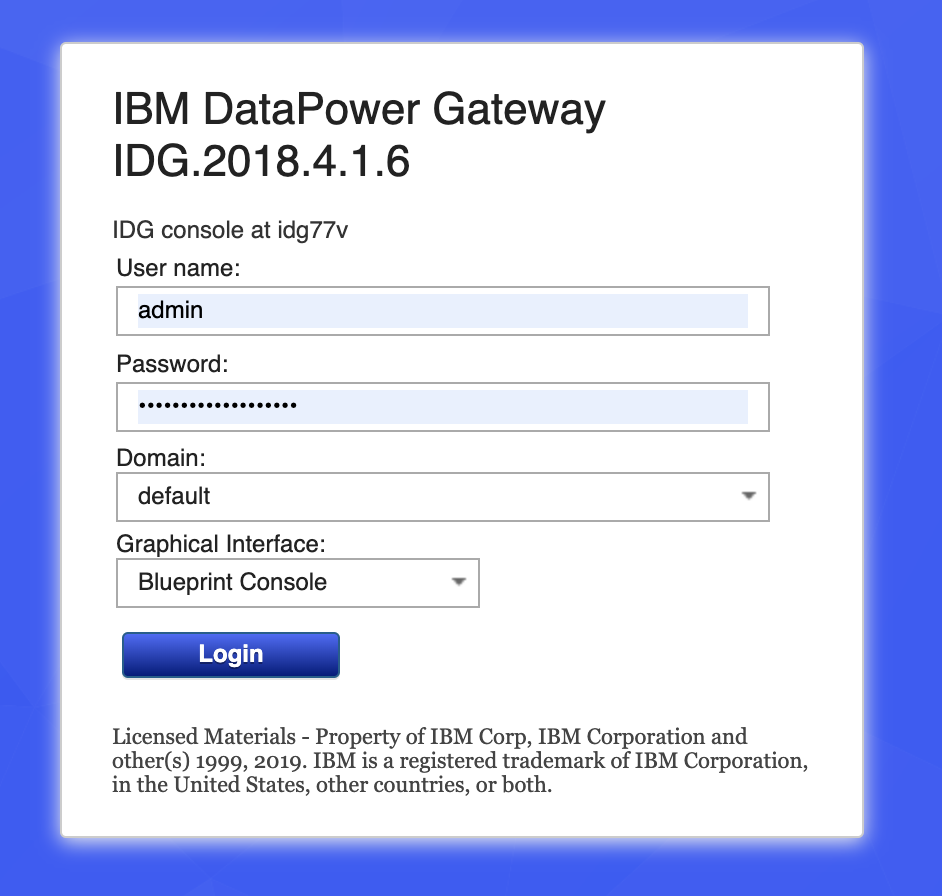 IBM DataPower Gateway
IDG.2018.4.1.6
IDG console at idg77v
User name:
admin
Password:
•••••••••••••••••••
Domain:
default
Graphical Interface:
Blueprint Console
Login
Licensed Materials - Property of IBM Corp, IBM Corporation and
other(s) 1999, 2019. IBM is a registered trademark of IBM Corporation,
in the United States, other countries, or both.